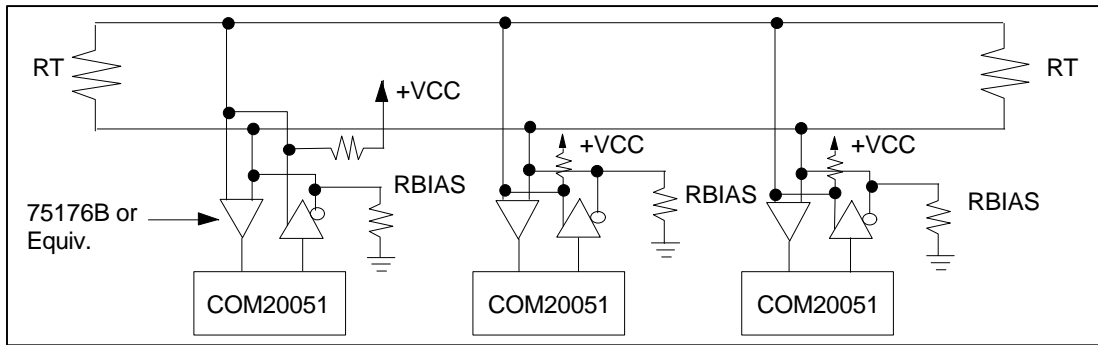 RT
RT
+VCC
+VCC
+VCC
RBIAS
RBIAS
RBIAS
75176B or
Equiv.
COM20051
COM20051
COM20051